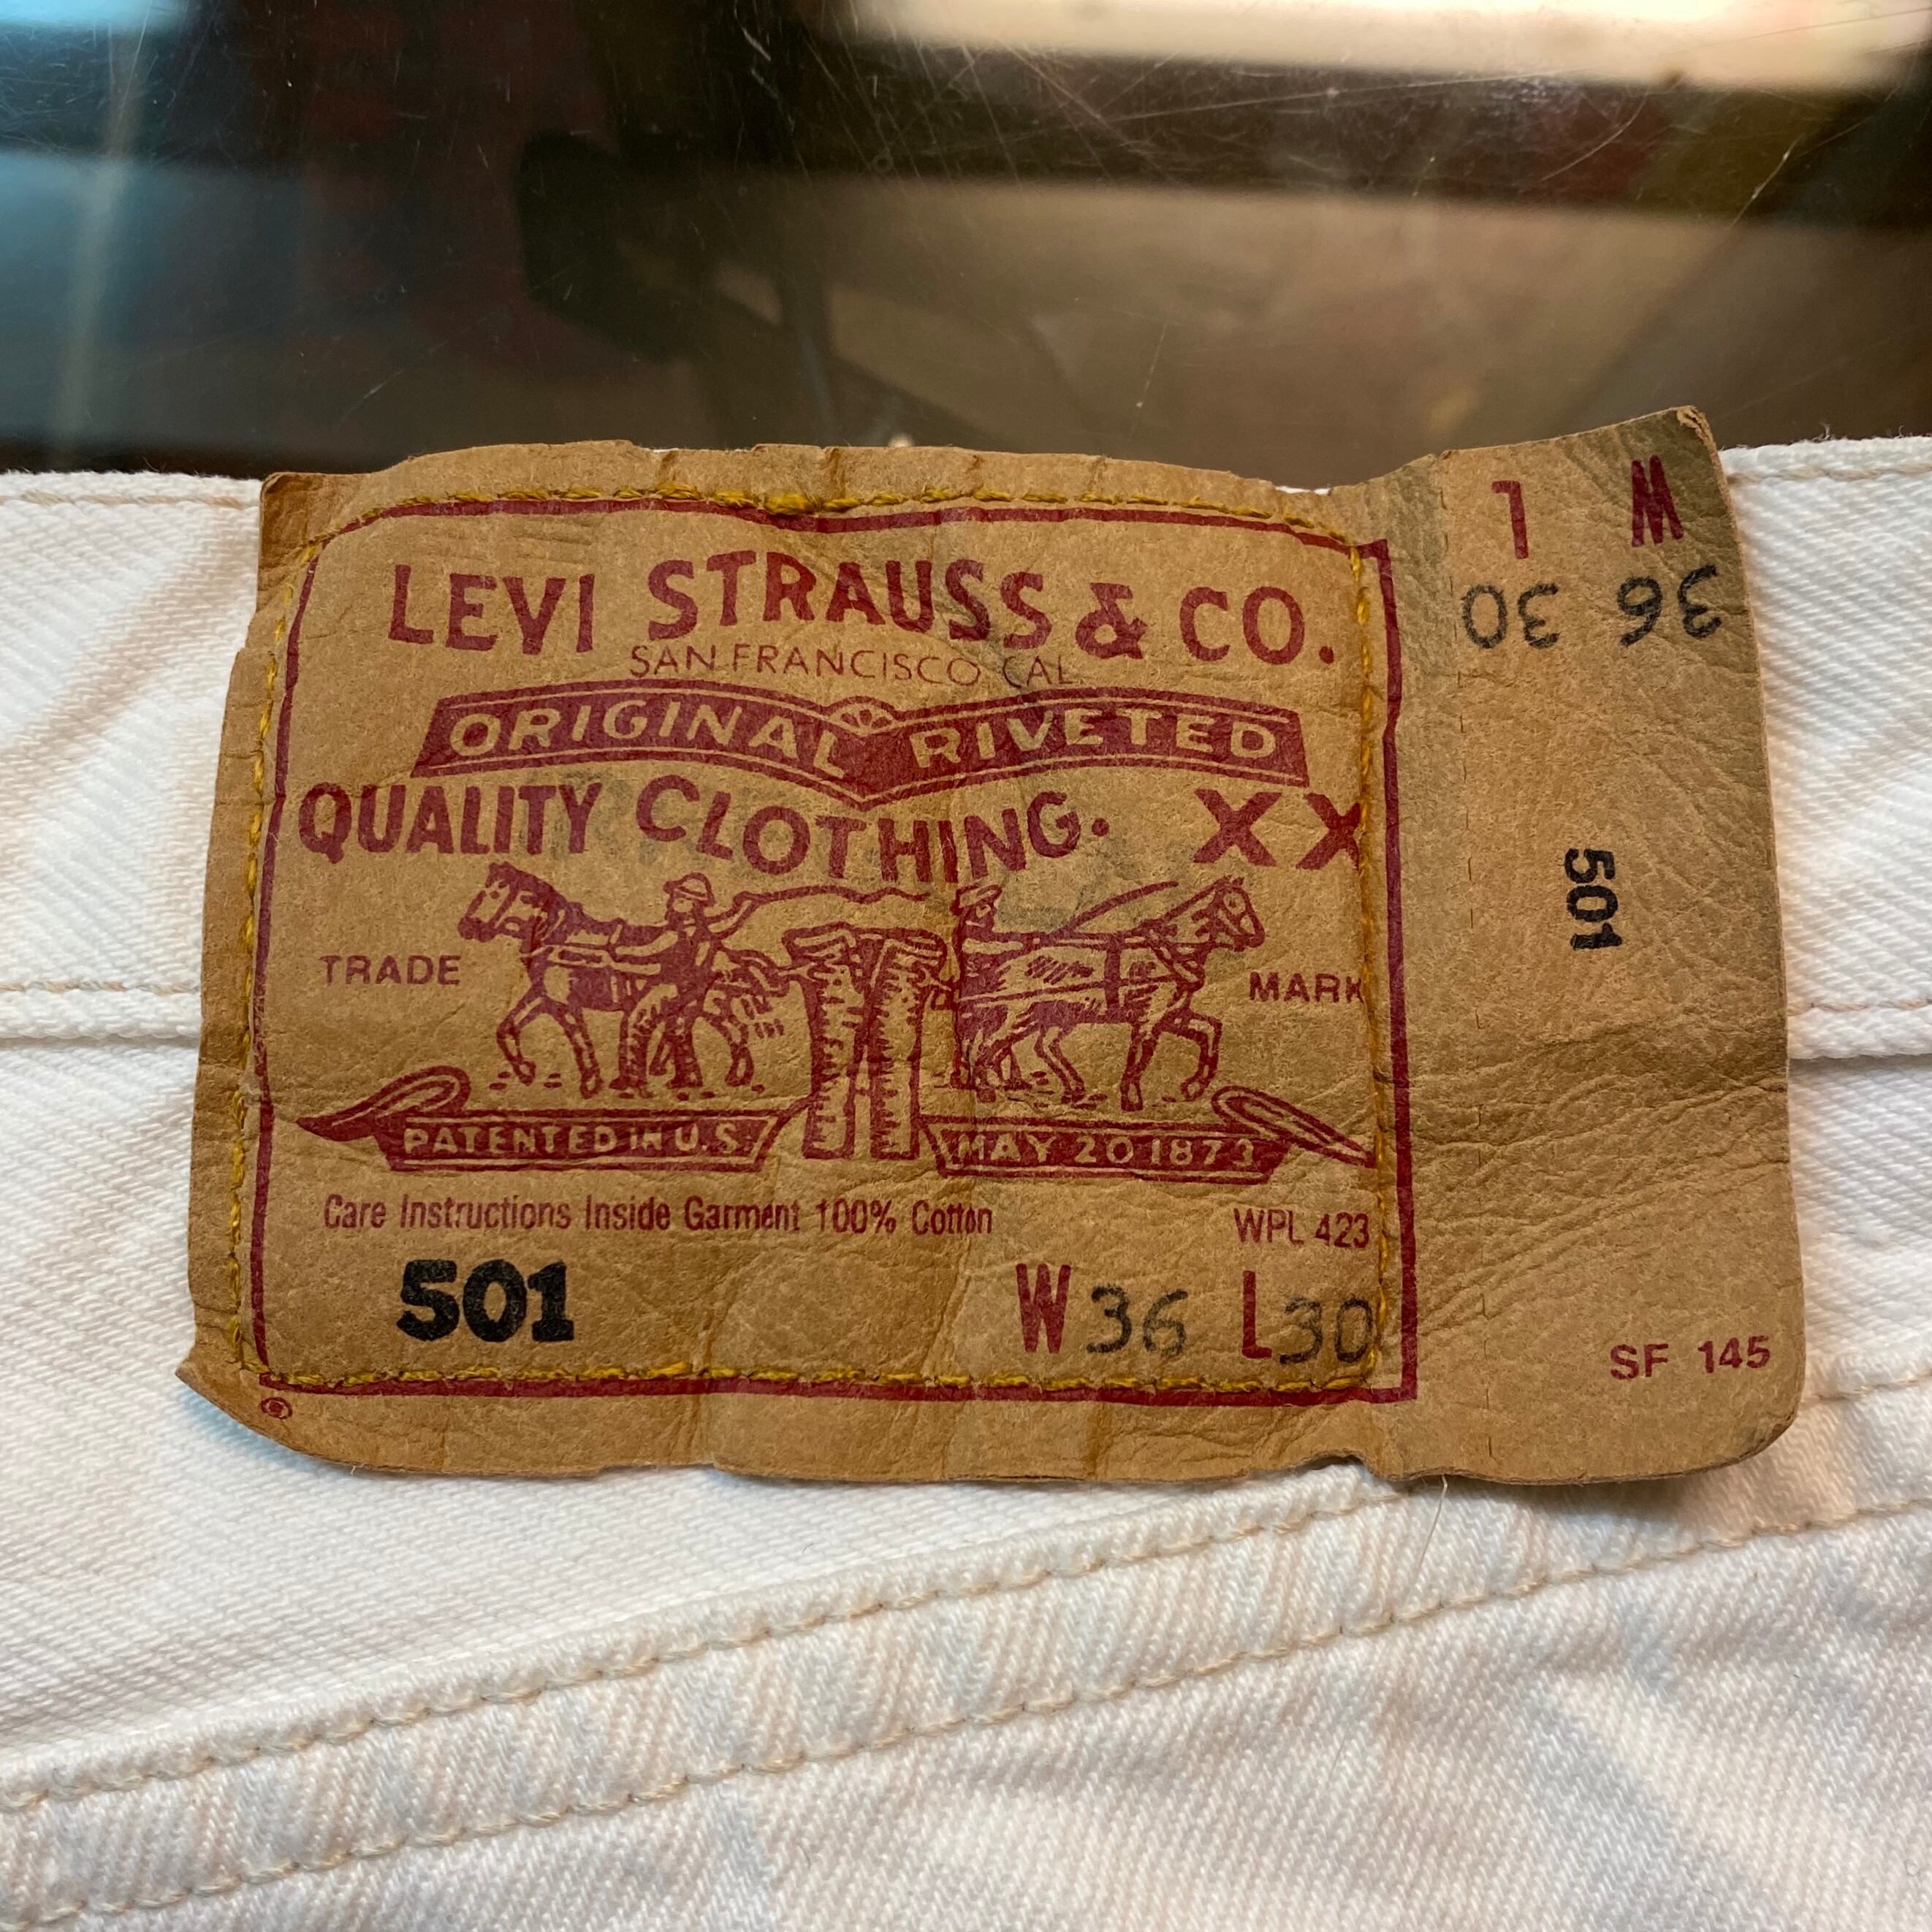 LEVI STRAUSS & CO.
SAN FRANCISCO CAL.
ORIGINAL RIVETED
QUALITY CLOTHING. XX
TRADE MARK
PATENTED IN U.S. MAY 20 1873
Care Instructions Inside Garment 100% Cotton WPL 423
501 W 36 L 30
W L
36 30
501
SF 145